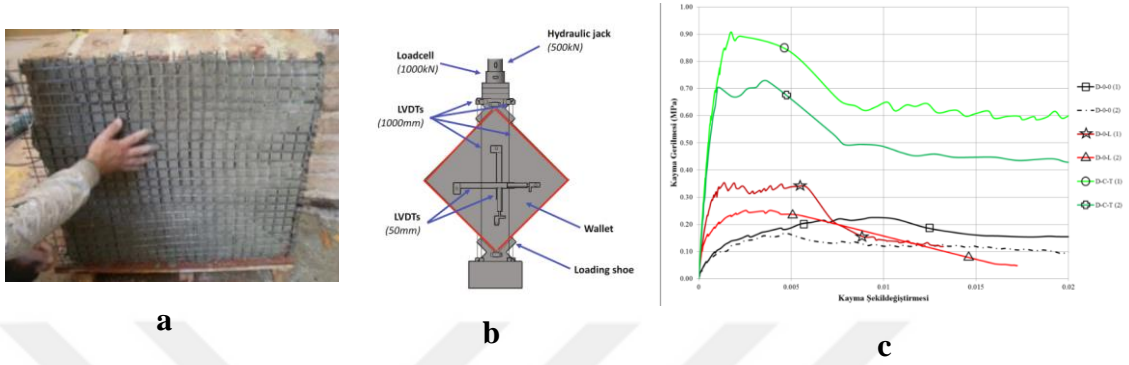 a
Hydraulic jack
(500kN)
Loadcell
(1000kN)
LVDTs
(1000mm)
LVDTs
(50mm)
Wallet
Loading shoe
b
1.00
0.90
0.80
0.70
0.60
0.50
0.40
0.30
0.20
0.10
0.00
Kayma Gerilmesi (MPa)
0
0.005
0.01
0.015
0.02
Kayma Şekildeğiştirmesi
D-0-0 (1)
D-0-0 (2)
D-0-L (1)
D-0-L (2)
D-C-T (1)
D-C-T (2)
c